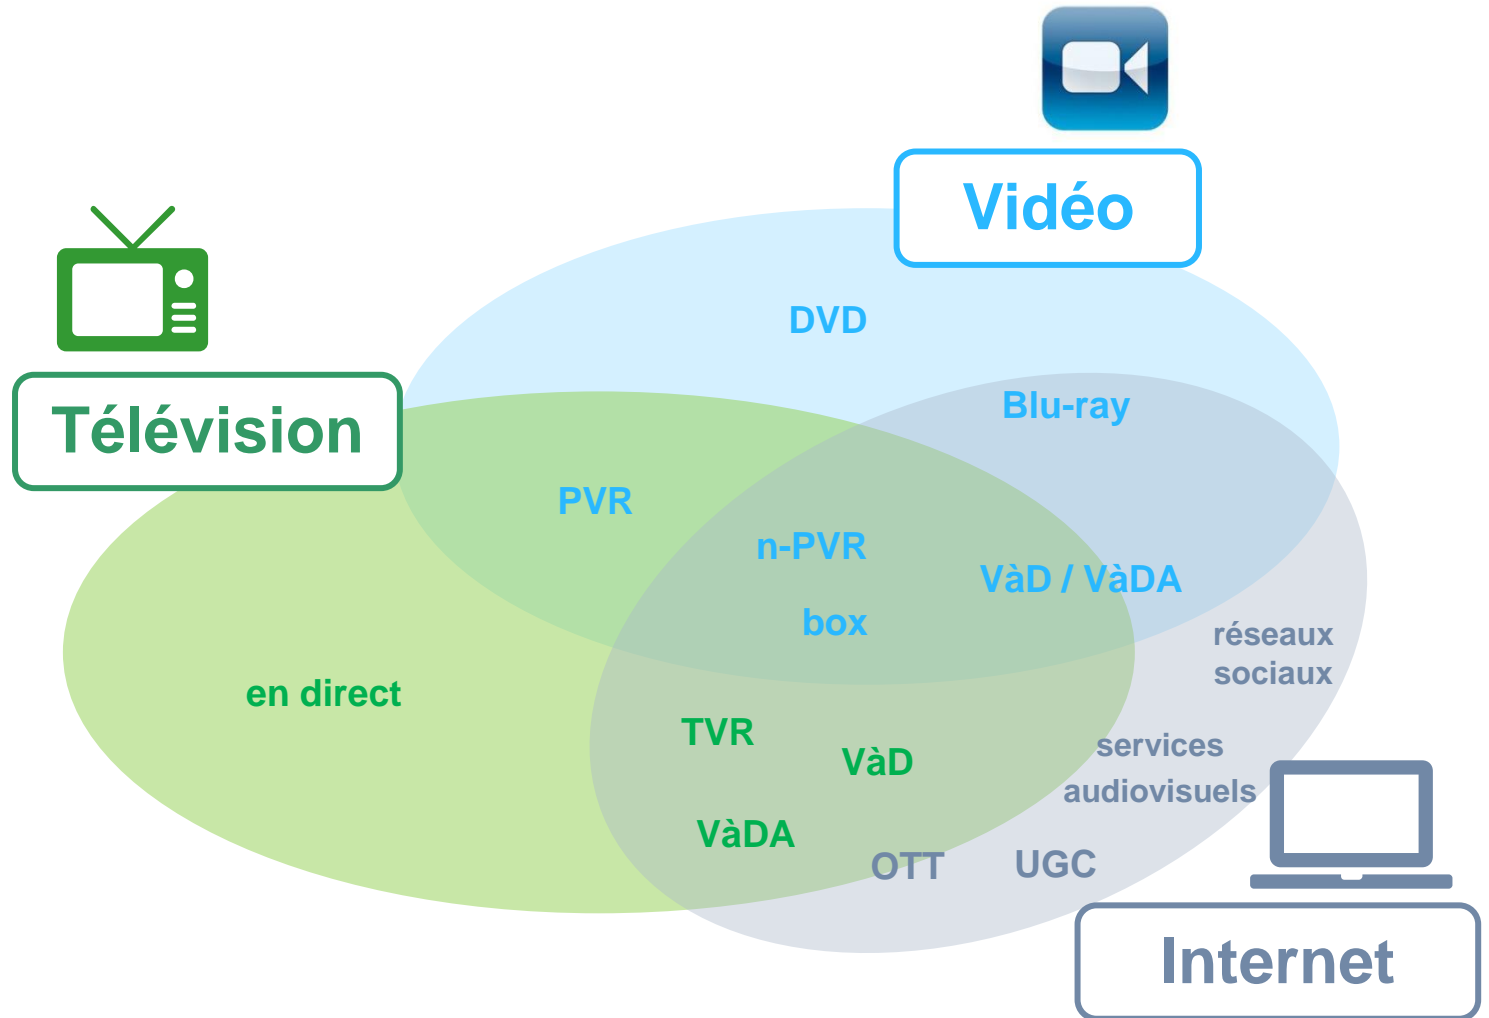 Vidéo
DVD
Télévision
Blu-ray
PVR
n-PVR
VàD / VàDA
box
réseaux
sociaux
en direct
TVR
VàD
services
audiovisuels
VàDA
OTT
UGC
Internet